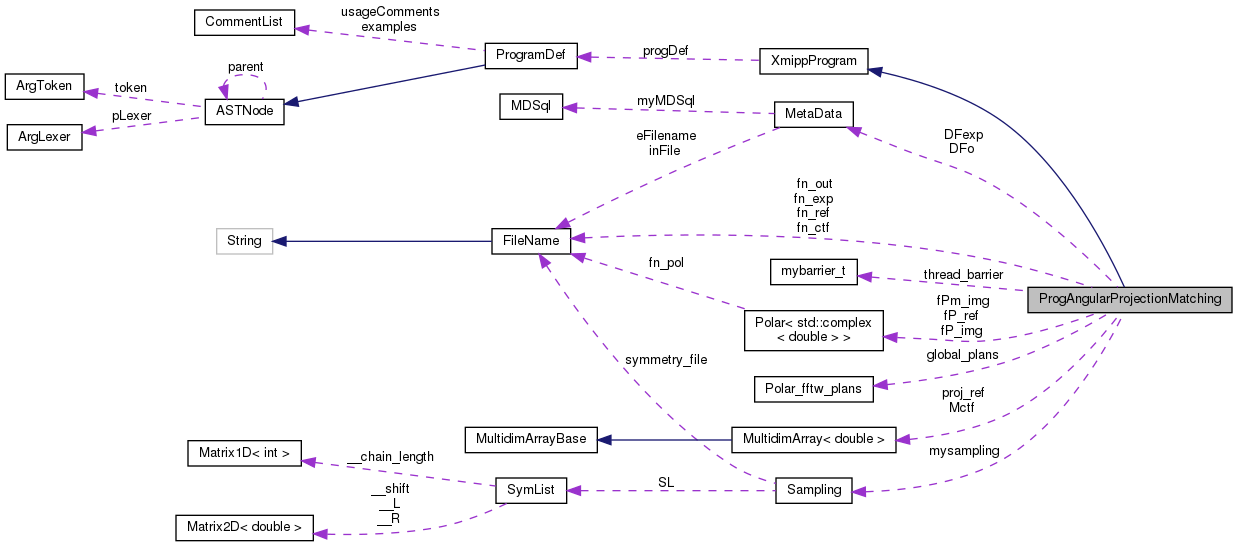 CommentList
usageComments
examples
ProgramDef
progDef
XmippProgram
ArgToken
token
parent
ASTNode
pLexer
ArgLexer
MDSql
myMDSql
MetaData
eFilename
inFile
DFexp
DFo
fn_out
fn_exp
fn_ref
fn_ctf
String
FileName
fn_pol
mybarrier_t
thread_barrier
ProgAngularProjectionMatching
Polar< std::complex
< double > >
fPm_img
fP_ref
fP_img
symmetry_file
Polar_fftw_plans
global_plans
proj_ref
Mctf
MultidimArrayBase
MultidimArray< double >
mysampling
Matrix1D< int >
__chain_length
SymList
SL
Sampling
__shift
__L
__R
Matrix2D< double >